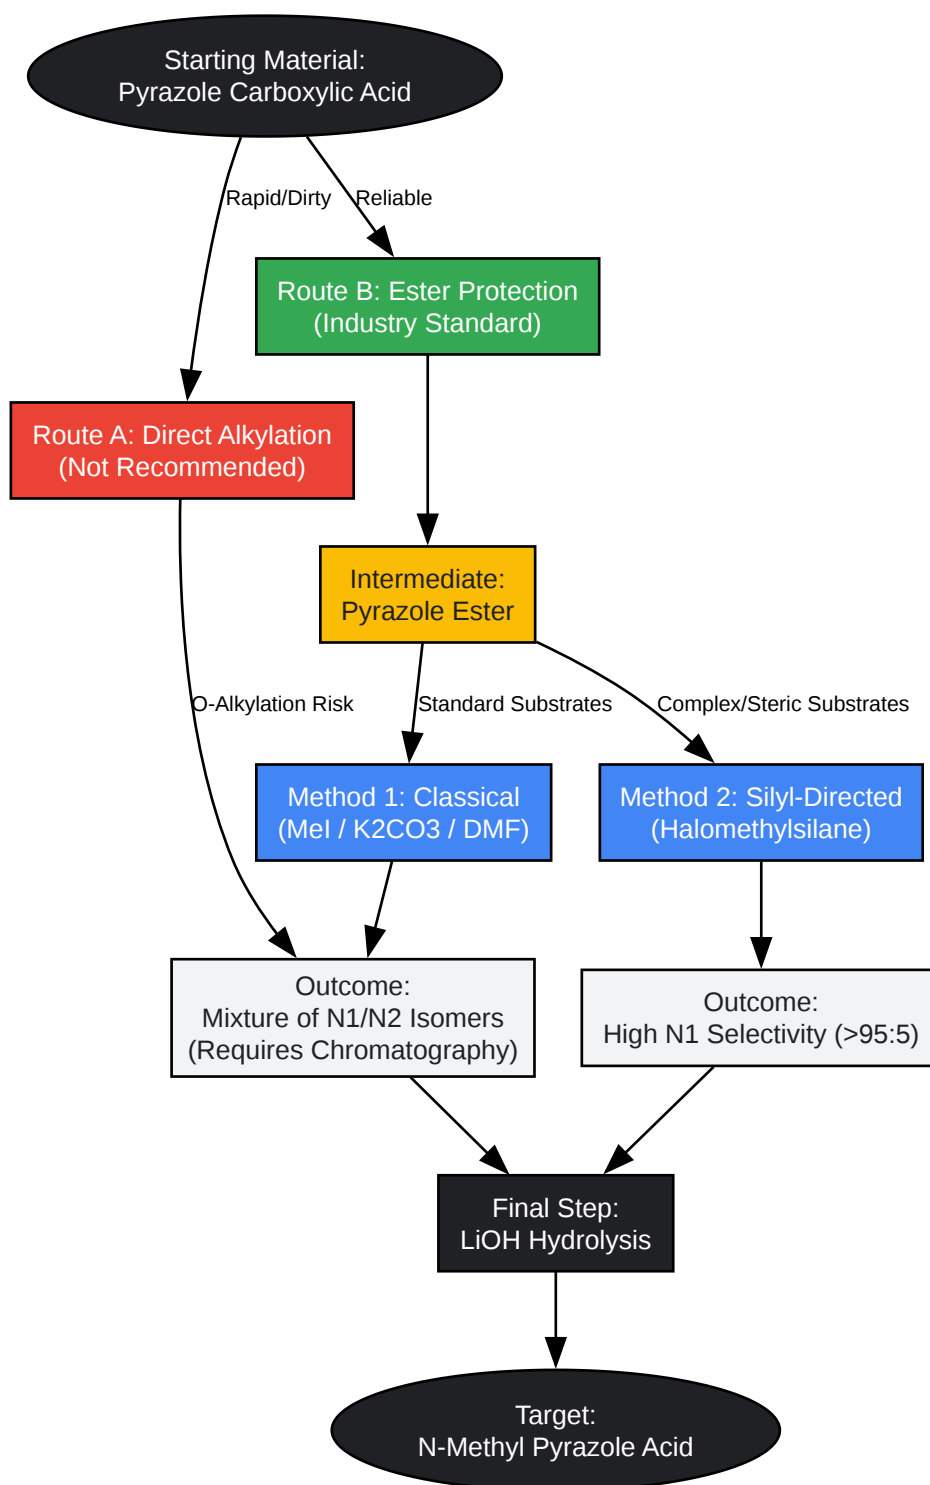 Starting Material:
Pyrazole Carboxylic Acid
Rapid/Dirty
Reliable
Route B: Ester Protection
(Industry Standard)
Route A: Direct Alkylation
(Not Recommended)
Intermediate:
Pyrazole Ester
O-Alkylation Risk
Standard Substrates
Complex/Steric Substrates
Method 1: Classical
(MeI / K2CO3 / DMF)
Method 2: Silyl-Directed
(Halomethylsilane)
Outcome:
Mixture of N1/N2 Isomers
(Requires Chromatography)
Outcome:
High N1 Selectivity (>95:5)
Final Step:
LiOH Hydrolysis
Target:
N-Methyl Pyrazole Acid